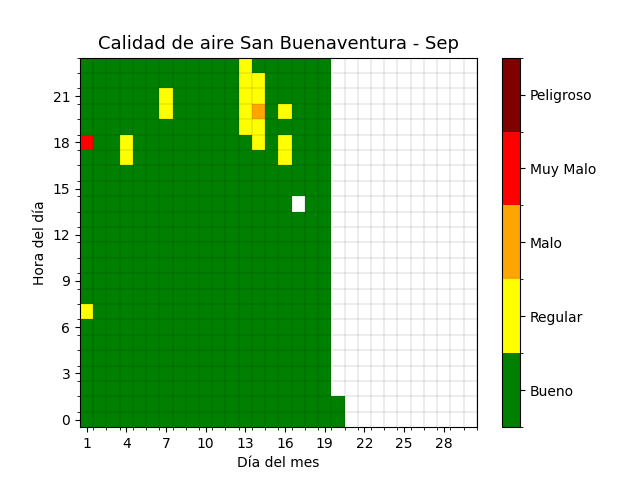 Calidad de aire San Buenaventura - Sep
Hora del día
21
18
15
12
9
6
3
0
1 4 7 10 13 16 19 22 25 28
Día del mes
Peligroso
Muy Malo
Malo
Regular
Bueno